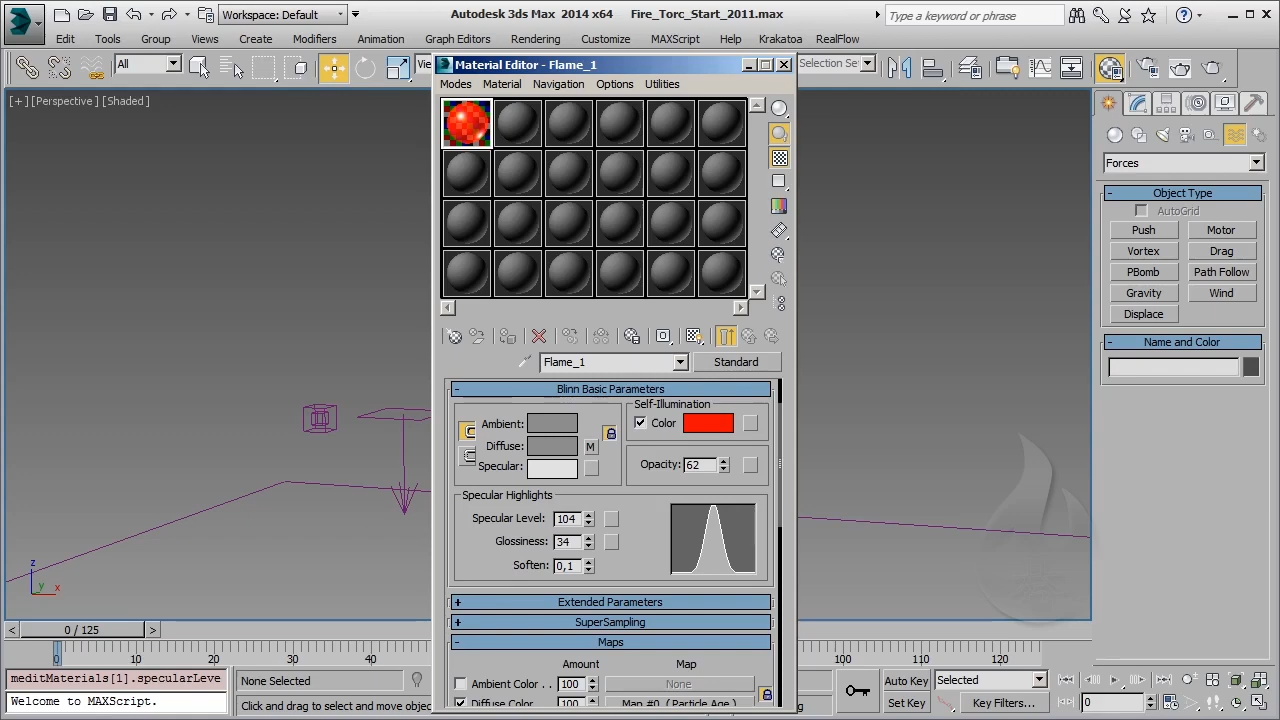 Workspace: Default
Autodesk 3ds Max 2014 x64 Fire_Torc_Start_2011.max
Type a keyword or phrase
Edit Tools Group Views Create Modifiers Animation Graph Editors Rendering Customize MAXScript Help Krakatoa RealFlow
All
Selection Se
[+][Perspective][Shaded]
Material Editor - Flame_1
Modes Material Navigation Options Utilities
Flame_1
Standard
- Blinn Basic Parameters
Ambient:
Diffuse: M
Specular:
Self-Illumination
Color
Opacity: 62
Specular Highlights
Specular Level: 104
Glossiness: 34
Soften: 0,1
+ Extended Parameters
+ SuperSampling
- Maps
Amount Map
Ambient Color . . 100 None
Diffuse Color 100 Map #0 (Particle Age)
Forces
- Object Type
AutoGrid
Push Motor
Vortex Drag
PBomb Path Follow
Gravity Wind
Displace
- Name and Color
z
y
x
< 0 / 125 >
0 10 20 30 40 100 110 120
meditMaterials[1].specularLeve
Welcome to MAXScript.
None Selected
Click and drag to select and move objec
Auto Key Selected
Set Key Key Filters...
0